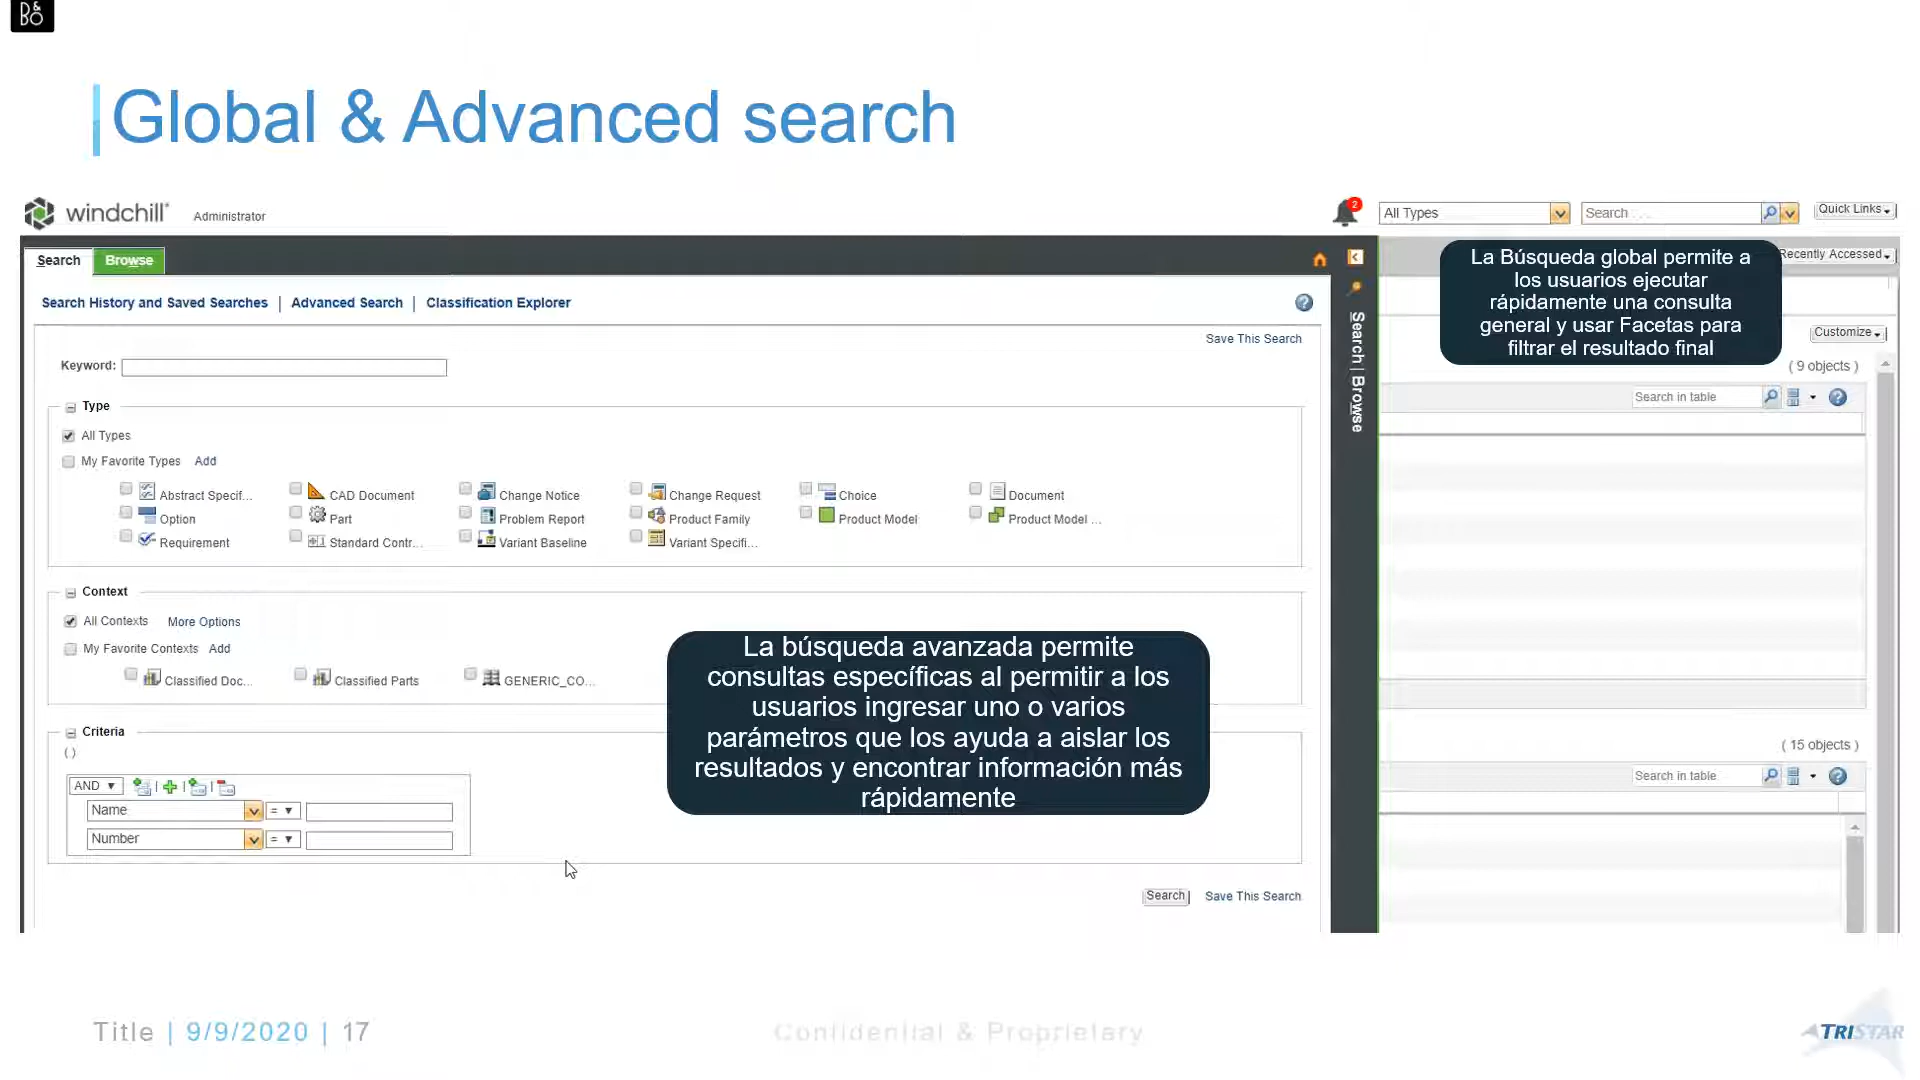 B&O
Global & Advanced search
windchill®
Administrator
2
All Types
Search . . .
Quick Links
Search
Browse
Recently Accessed
La Búsqueda global permite a
los usuarios ejecutar
rápidamente una consulta
general y usar Facetas para
filtrar el resultado final
Search History and Saved Searches | Advanced Search | Classification Explorer
Search | Browse
Save This Search
Customize
Keyword:
( 9 objects )
Search in table
Type
All Types
My Favorite Types Add
Abstract Specif...
CAD Document
Change Notice
Change Request
Choice
Document
Option
Part
Problem Report
Product Family
Product Model
Product Model ...
Requirement
Standard Contr...
Variant Baseline
Variant Specifi...
Context
All Contexts More Options
My Favorite Contexts Add
Classified Doc...
Classified Parts
GENERIC_CO...
La búsqueda avanzada permite
consultas específicas al permitir a los
usuarios ingresar uno o varios
parámetros que los ayuda a aislar los
resultados y encontrar información más
rápidamente
Criteria
( )
( 15 objects )
Search in table
AND
Name =
Number =
Search
Save This Search
Title | 9/9/2020 | 17
Confidential & Proprietary
TRISTAR